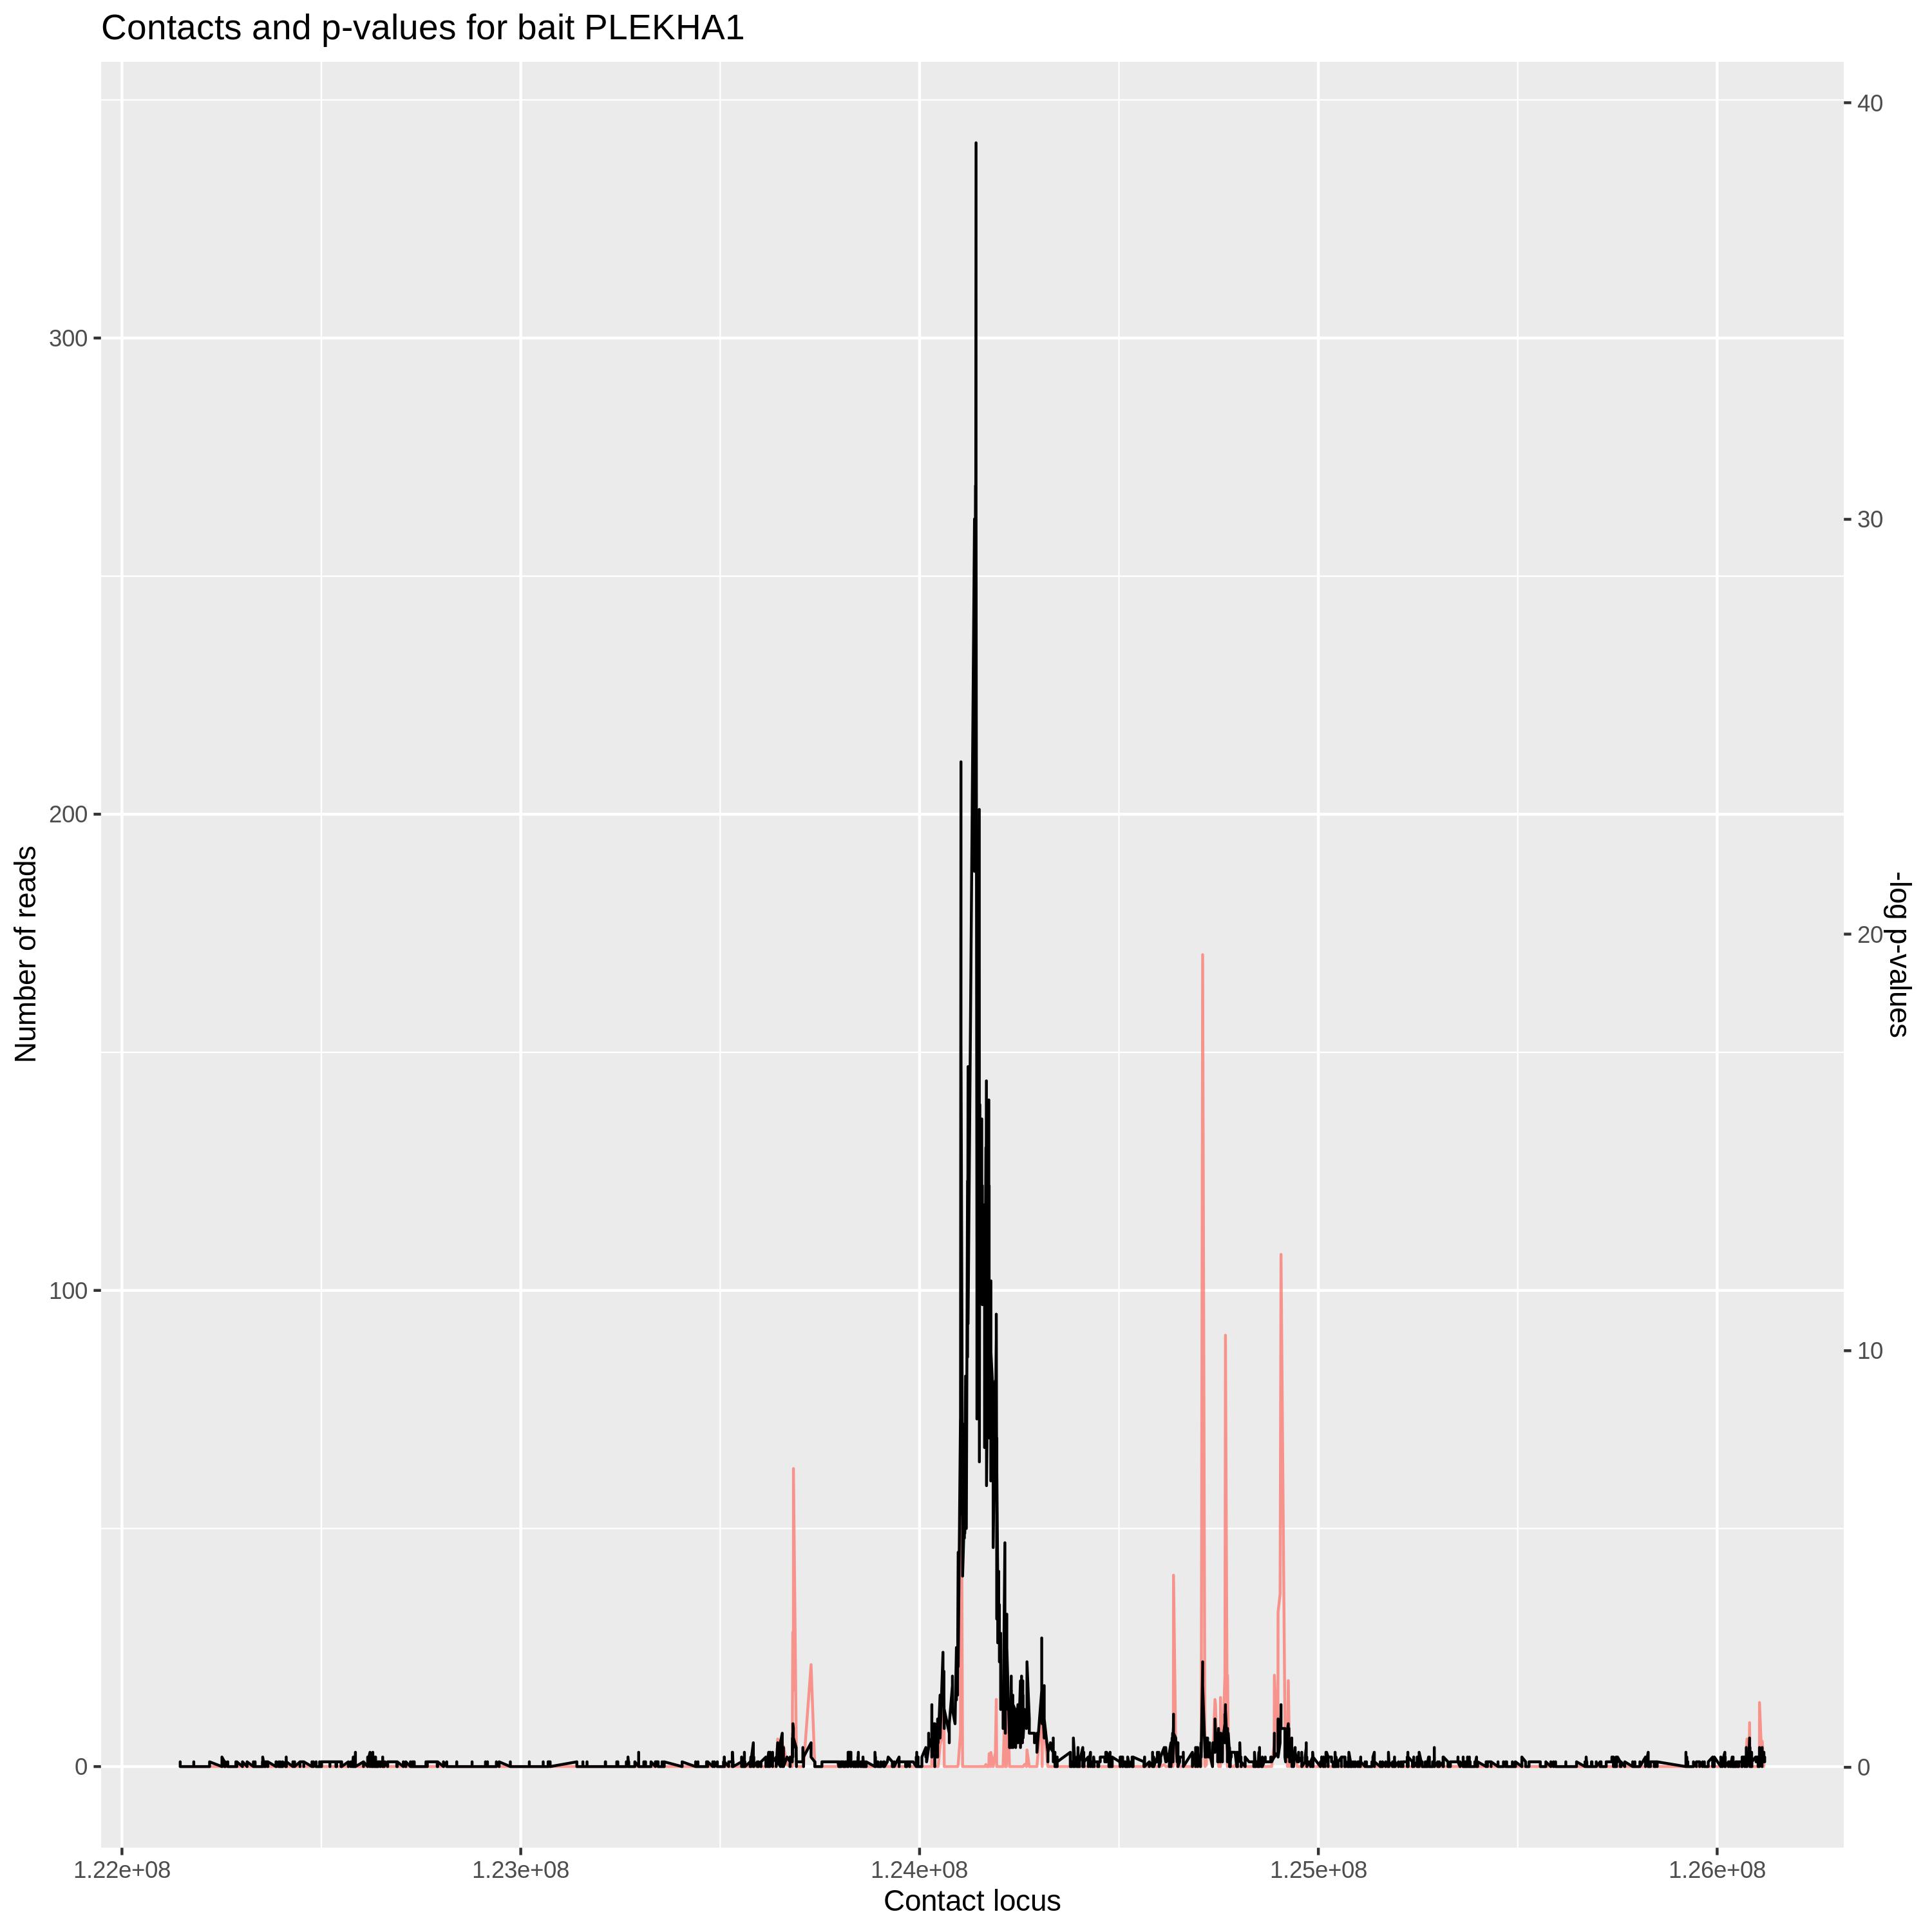 Contacts and p-values for bait PLEKHA1
Number of reads
300
200
100
0
40
30
20
10
0
-log p-values
1.22e+08 1.23e+08 1.24e+08 1.25e+08 1.26e+08
Contact locus